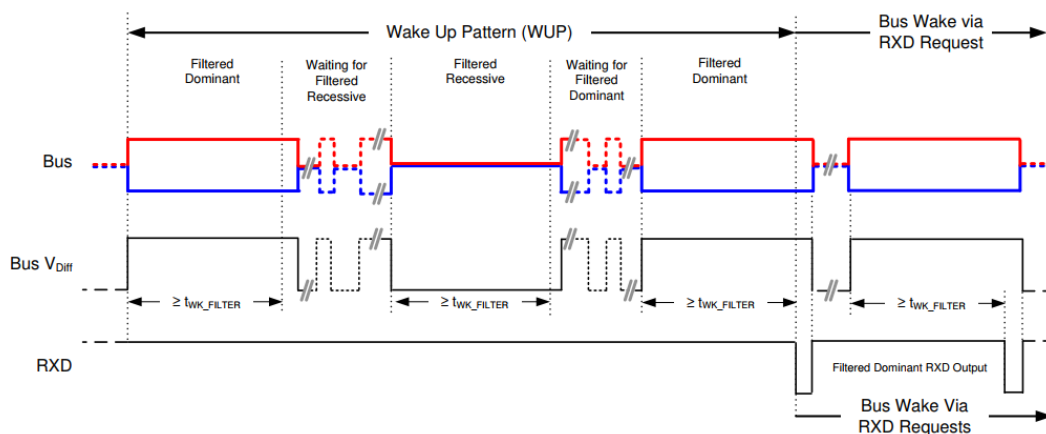 Wake Up Pattern (WUP)
Bus Wake via
RXD Request
Filtered
Dominant
Waiting for
Filtered
Recessive
Filtered
Recessive
Waiting for
Filtered
Dominant
Filtered
Dominant
Bus
Bus VDiff
≥ tWK_FILTER
≥ tWK_FILTER
≥ tWK_FILTER
≥ tWK_FILTER
RXD
Filtered Dominant RXD Output
Bus Wake Via
RXD Requests